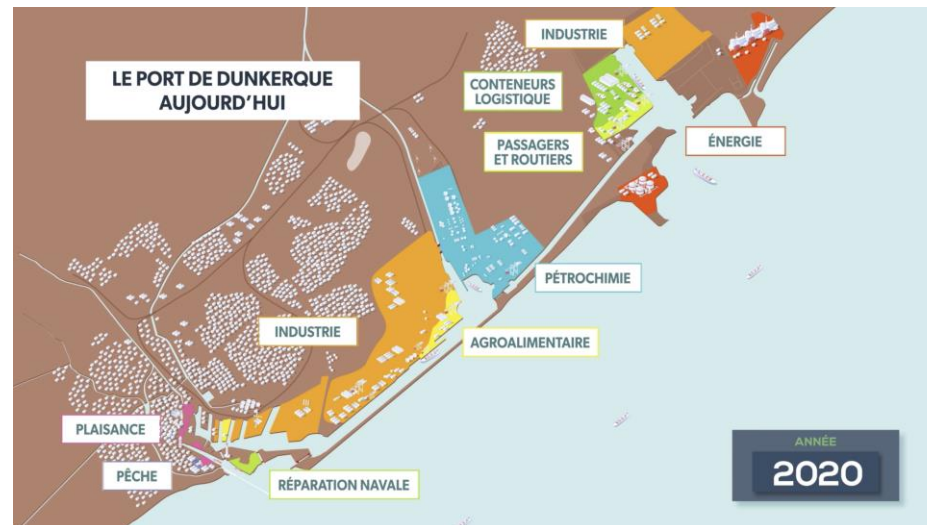 LE PORT DE DUNKERQUE
AUJOURD'HUI
INDUSTRIE
CONTENEURS
LOGISTIQUE
PASSAGERS
ET ROUTIERS
ÉNERGIE
PÉTROCHIMIE
INDUSTRIE
AGROALIMENTAIRE
PLAISANCE
PÊCHE
RÉPARATION NAVALE
ANNÉE
2020